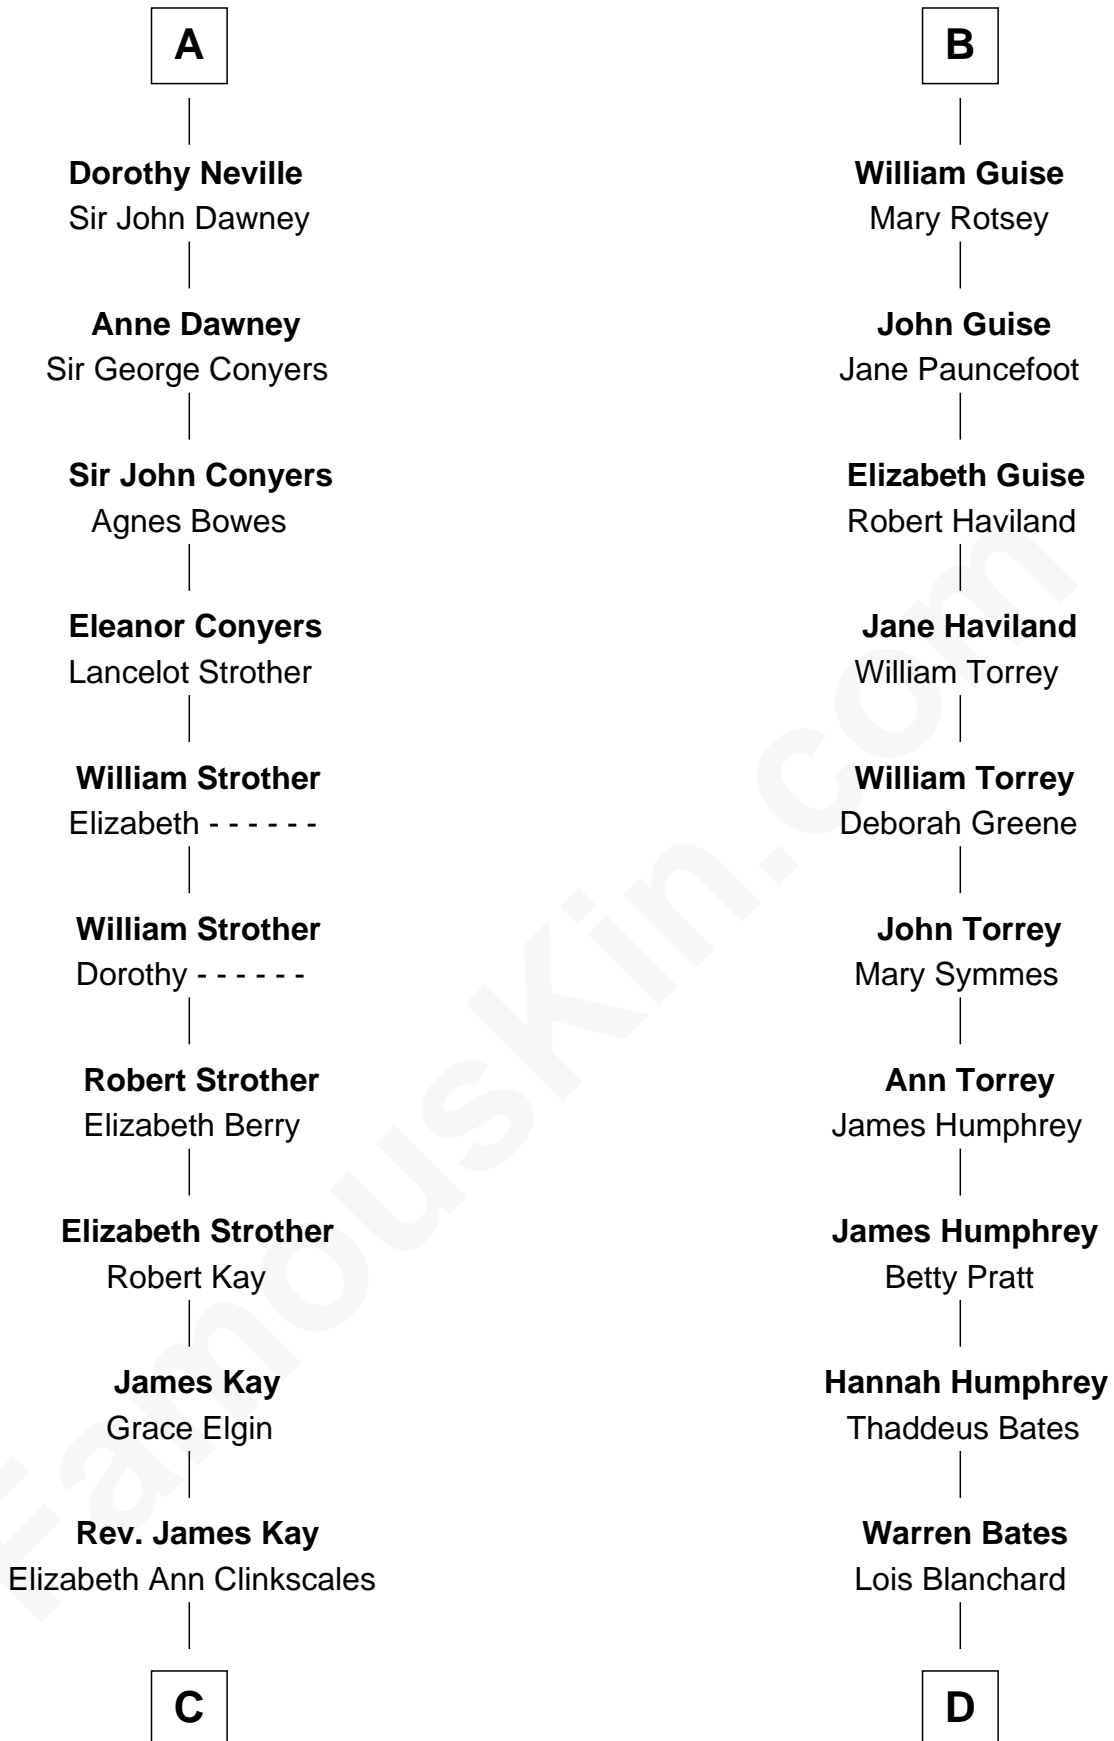 A
Dorothy Neville
Sir John Dawney
Anne Dawney
Sir George Conyers
Sir John Conyers
Agnes Bowes
Eleanor Conyers
Lancelot Strother
William Strother
Elizabeth - - - - - -
William Strother
Dorothy - - - - - -
Robert Strother
Elizabeth Berry
Elizabeth Strother
Robert Kay
James Kay
Grace Elgin
Rev. James Kay
Elizabeth Ann Clinkscales
C
B
William Guise
Mary Rotsey
John Guise
Jane Pauncefoot
Elizabeth Guise
Robert Haviland
Jane Haviland
William Torrey
William Torrey
Deborah Greene
John Torrey
Mary Symmes
Ann Torrey
James Humphrey
James Humphrey
Betty Pratt
Hannah Humphrey
Thaddeus Bates
Warren Bates
Lois Blanchard
D
FamousKin.com